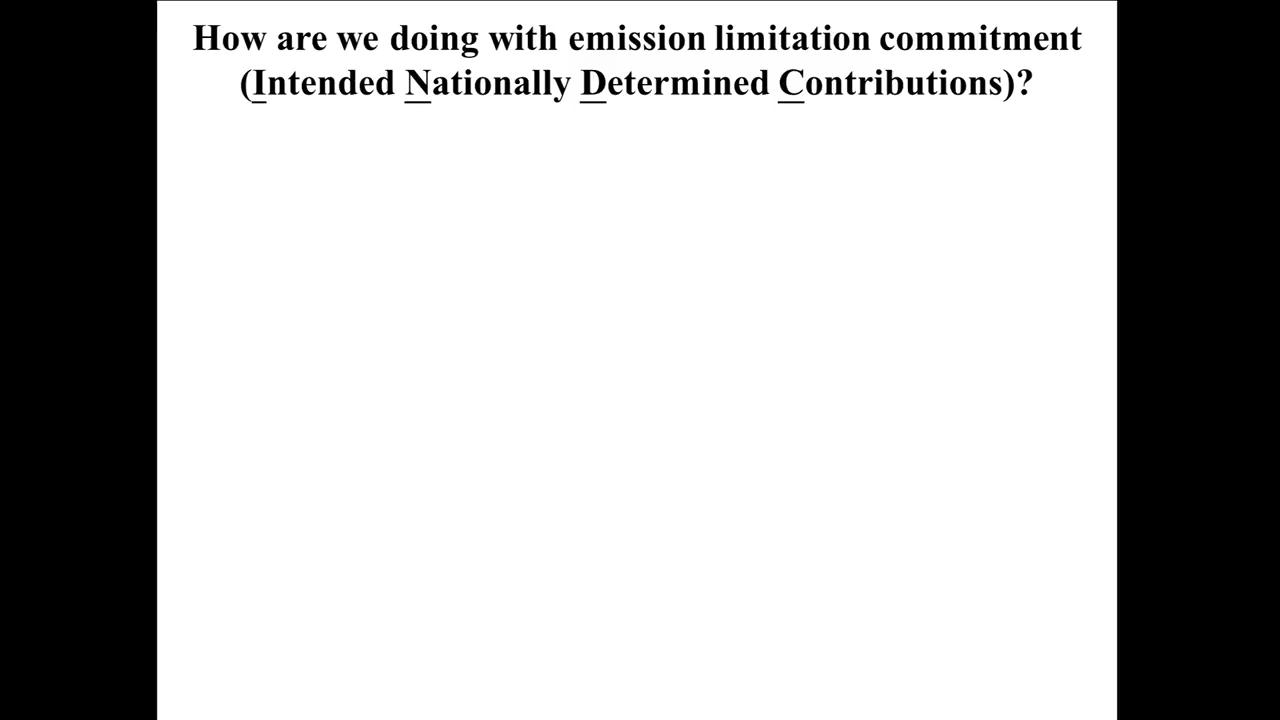 How are we doing with emission limitation commitment
(Intended Nationally Determined Contributions)?